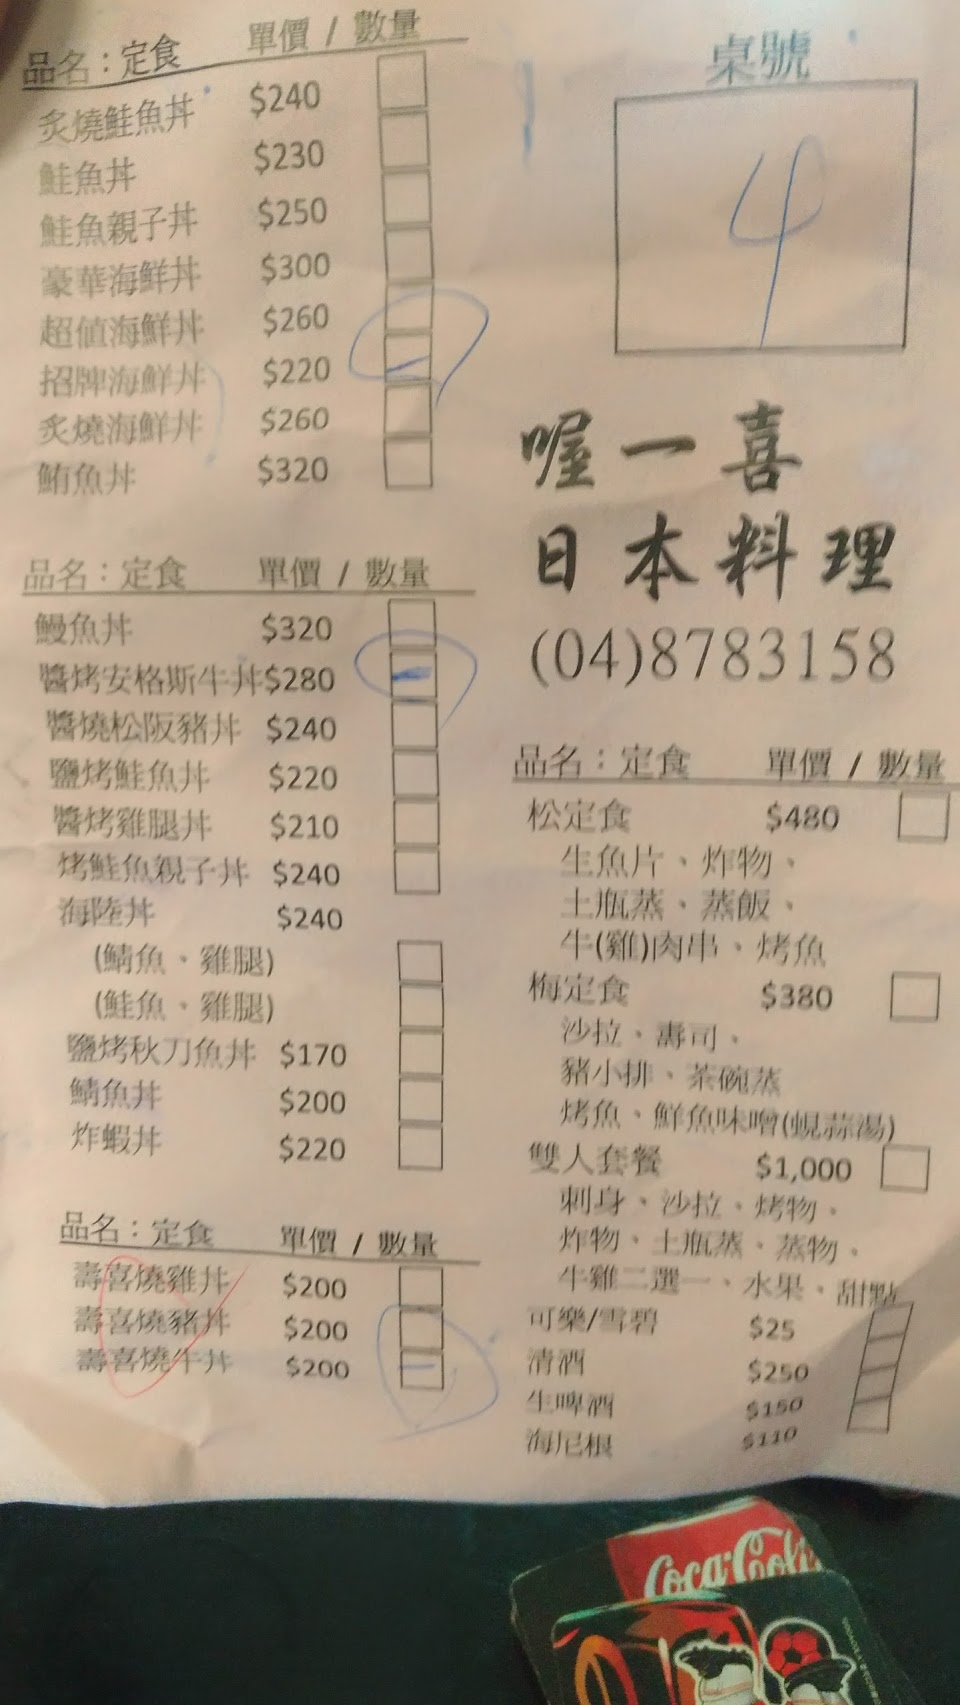 品名：定食 單價 / 數量
炙燒鮭魚丼 $240
鮭魚丼 $230
鮭魚親子丼 $250
豪華海鮮丼 $300
超值海鮮丼 $260
招牌海鮮丼 $220 一
炙燒海鮮丼 $260
鮪魚丼 $320
品名：定食 單價 / 數量
鰻魚丼 $320
醬烤安格斯牛丼 $280 一
醬燒松阪豬丼 $240
鹽烤鮭魚丼 $220
醬烤雞腿丼 $210
烤鮭魚親子丼 $240
海陸丼 $240
(鯖魚、雞腿)
(鮭魚、雞腿)
鹽烤秋刀魚丼 $170
鯖魚丼 $200
炸蝦丼 $220
品名：定食 單價 / 數量
壽喜燒雞丼 $200
壽喜燒豬丼 $200
壽喜燒牛丼 $200 一
桌號
4
喔一喜
日本料理
(04)8783158
品名：定食 單價 / 數量
松定食 $480
生魚片、炸物、
土瓶蒸、蒸飯、
牛(雞)肉串、烤魚
梅定食 $380
沙拉、壽司、
豬小排、茶碗蒸
烤魚、鮮魚味噌(蜆蒜湯)
雙人套餐 $1,000
刺身、沙拉、烤物、
炸物、土瓶蒸、蒸物、
牛雞二選一、水果、甜點
可樂/雪碧 $25
清酒 $250
生啤酒 $150
海尼根 $110
Coca-Cola